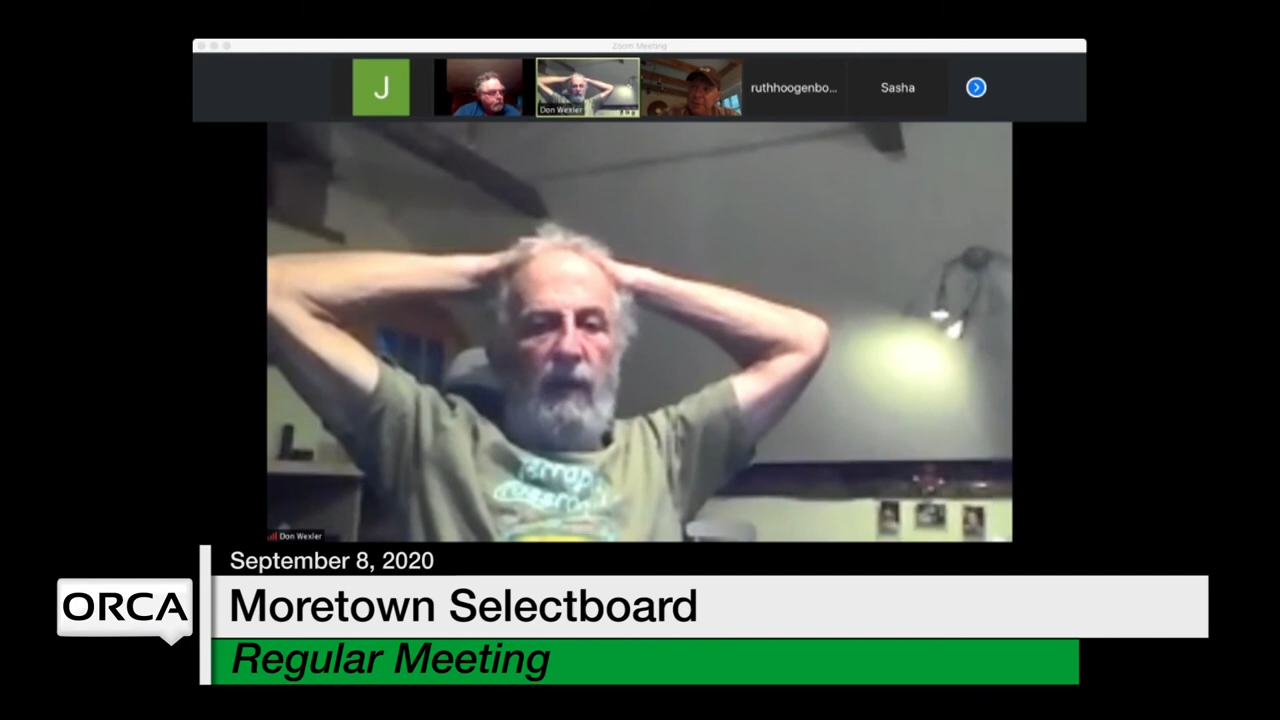 Zoom Meeting
J
Don Wexler
ruthhoogenbo...
Sasha
Don Wexler
September 8, 2020
ORCA
Moretown Selectboard
Regular Meeting